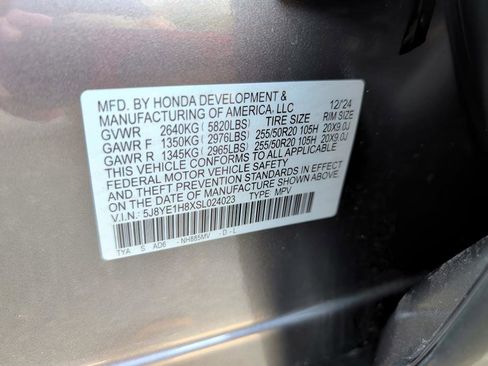 MFD. BY HONDA DEVELOPMENT &
MANUFACTURING OF AMERICA, LLC 12/24
GVWR 2640KG ( 5820LBS) TIRE SIZE RIM SIZE
GAWR F 1350KG ( 2976LBS) 255/50R20 105H 20X9.0J
GAWR R 1345KG ( 2965LBS) 255/50R20 105H 20X9.0J
THIS VEHICLE CONFORMS TO ALL APPLICABLE
FEDERAL MOTOR VEHICLE SAFETY
AND THEFT PREVENTION STANDARDS IN EFFECT
ON THE DATE OF MANUFACTURE SHOWN ABOVE.
V.I.N.: 5J8YE1H8XSL024023 TYPE: MPV
TYA S AD6 -NH885MV -D-L